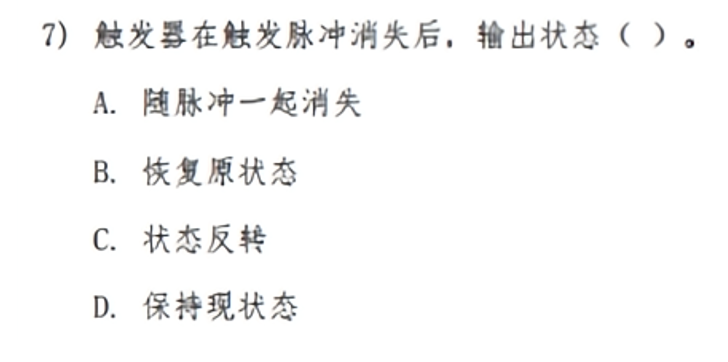 7) 触发器在触发脉冲消失后，输出状态（ ）。
A. 随脉冲一起消失
B. 恢复原状态
C. 状态反转
D. 保持现状态